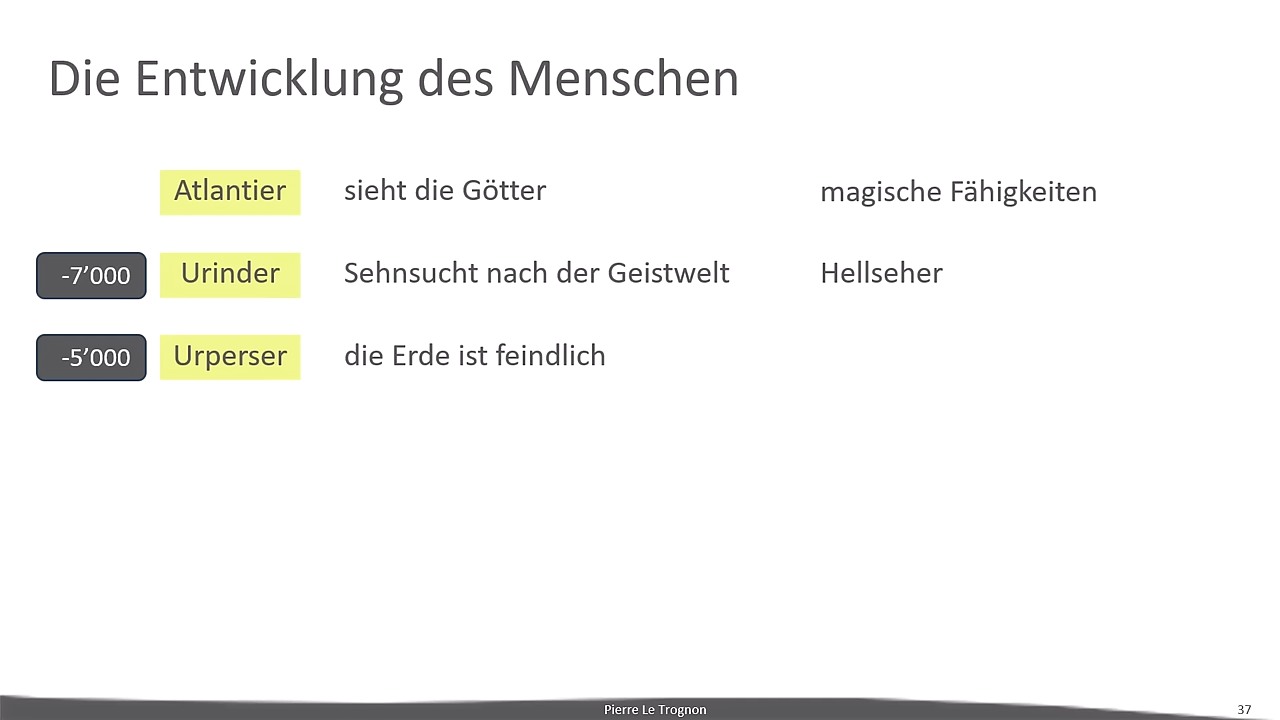 Die Entwicklung des Menschen
Atlantier sieht die Götter magische Fähigkeiten
-7’000 Urinder Sehnsucht nach der Geistwelt Hellseher
-5’000 Urperser die Erde ist feindlich
Pierre Le Trognon 37